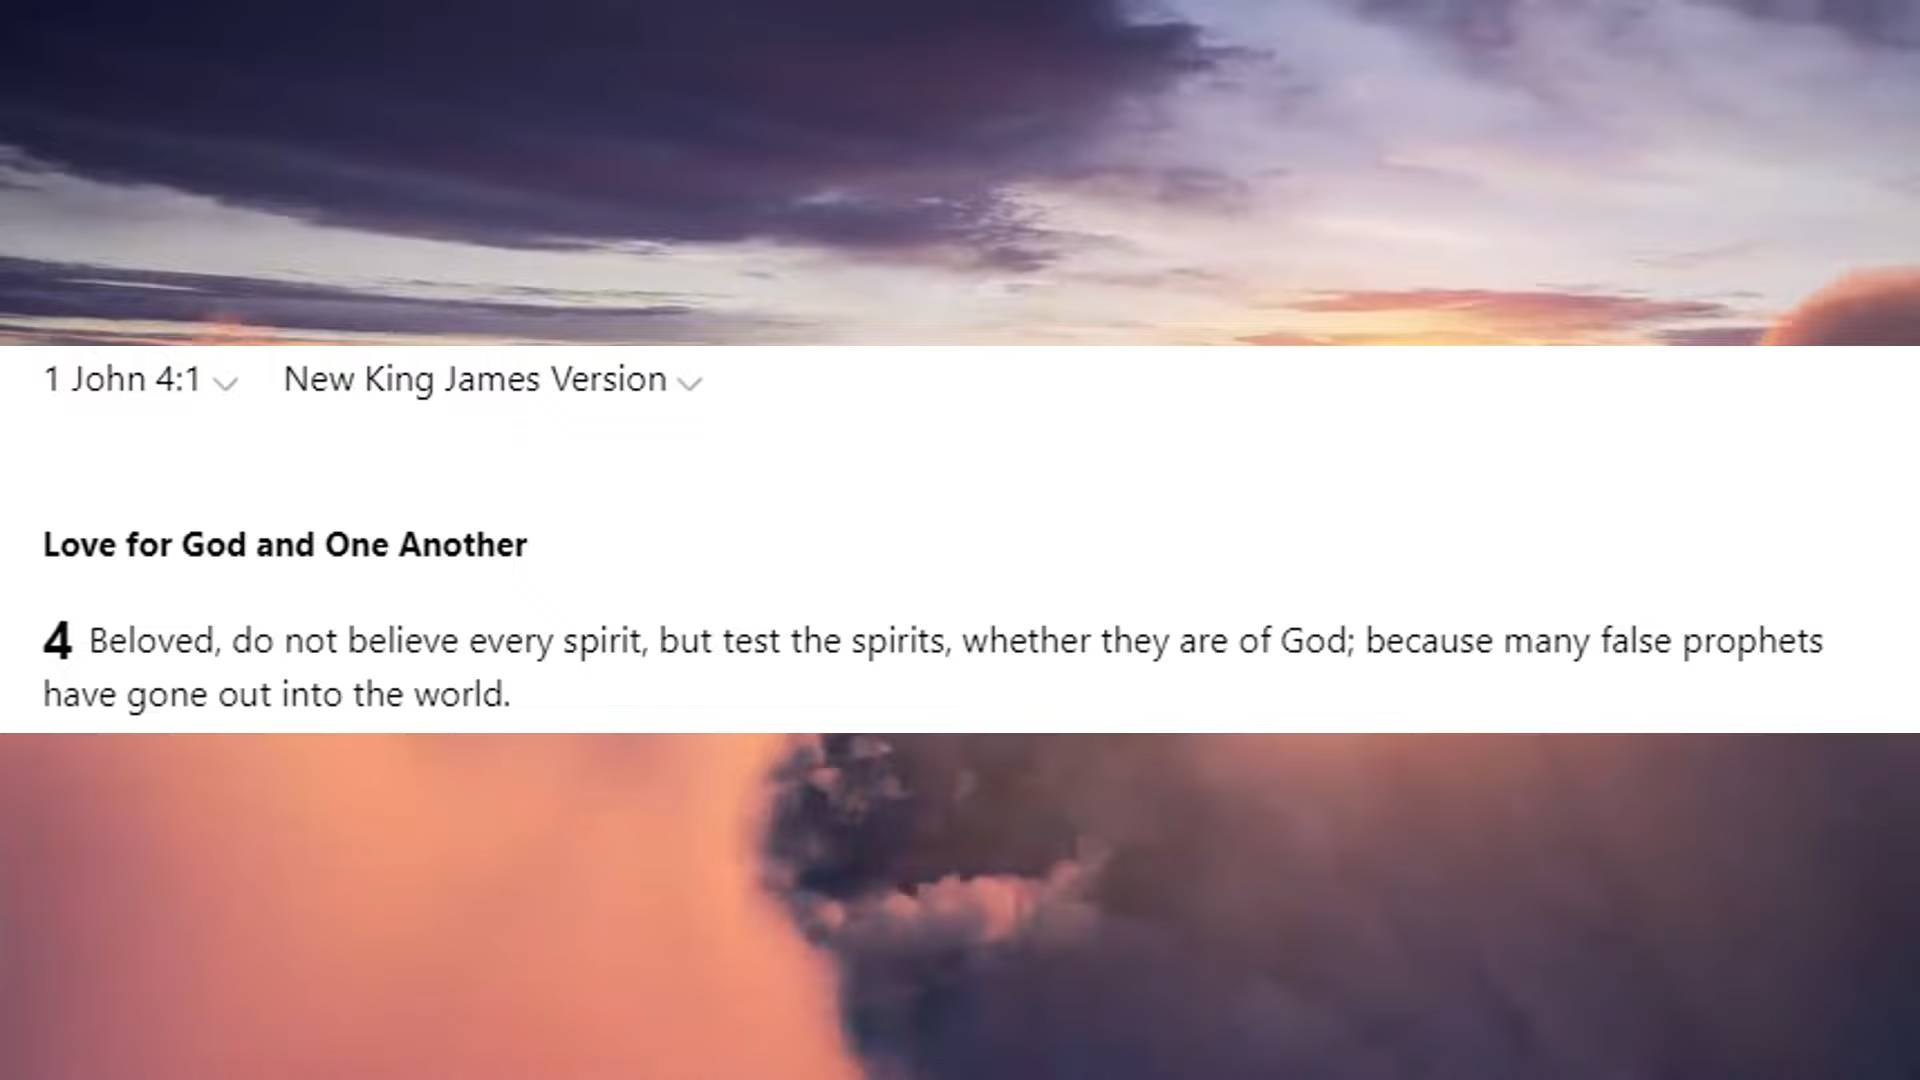 1 John 4:1 New King James Version
Love for God and One Another
4 Beloved, do not believe every spirit, but test the spirits, whether they are of God; because many false prophets
have gone out into the world.